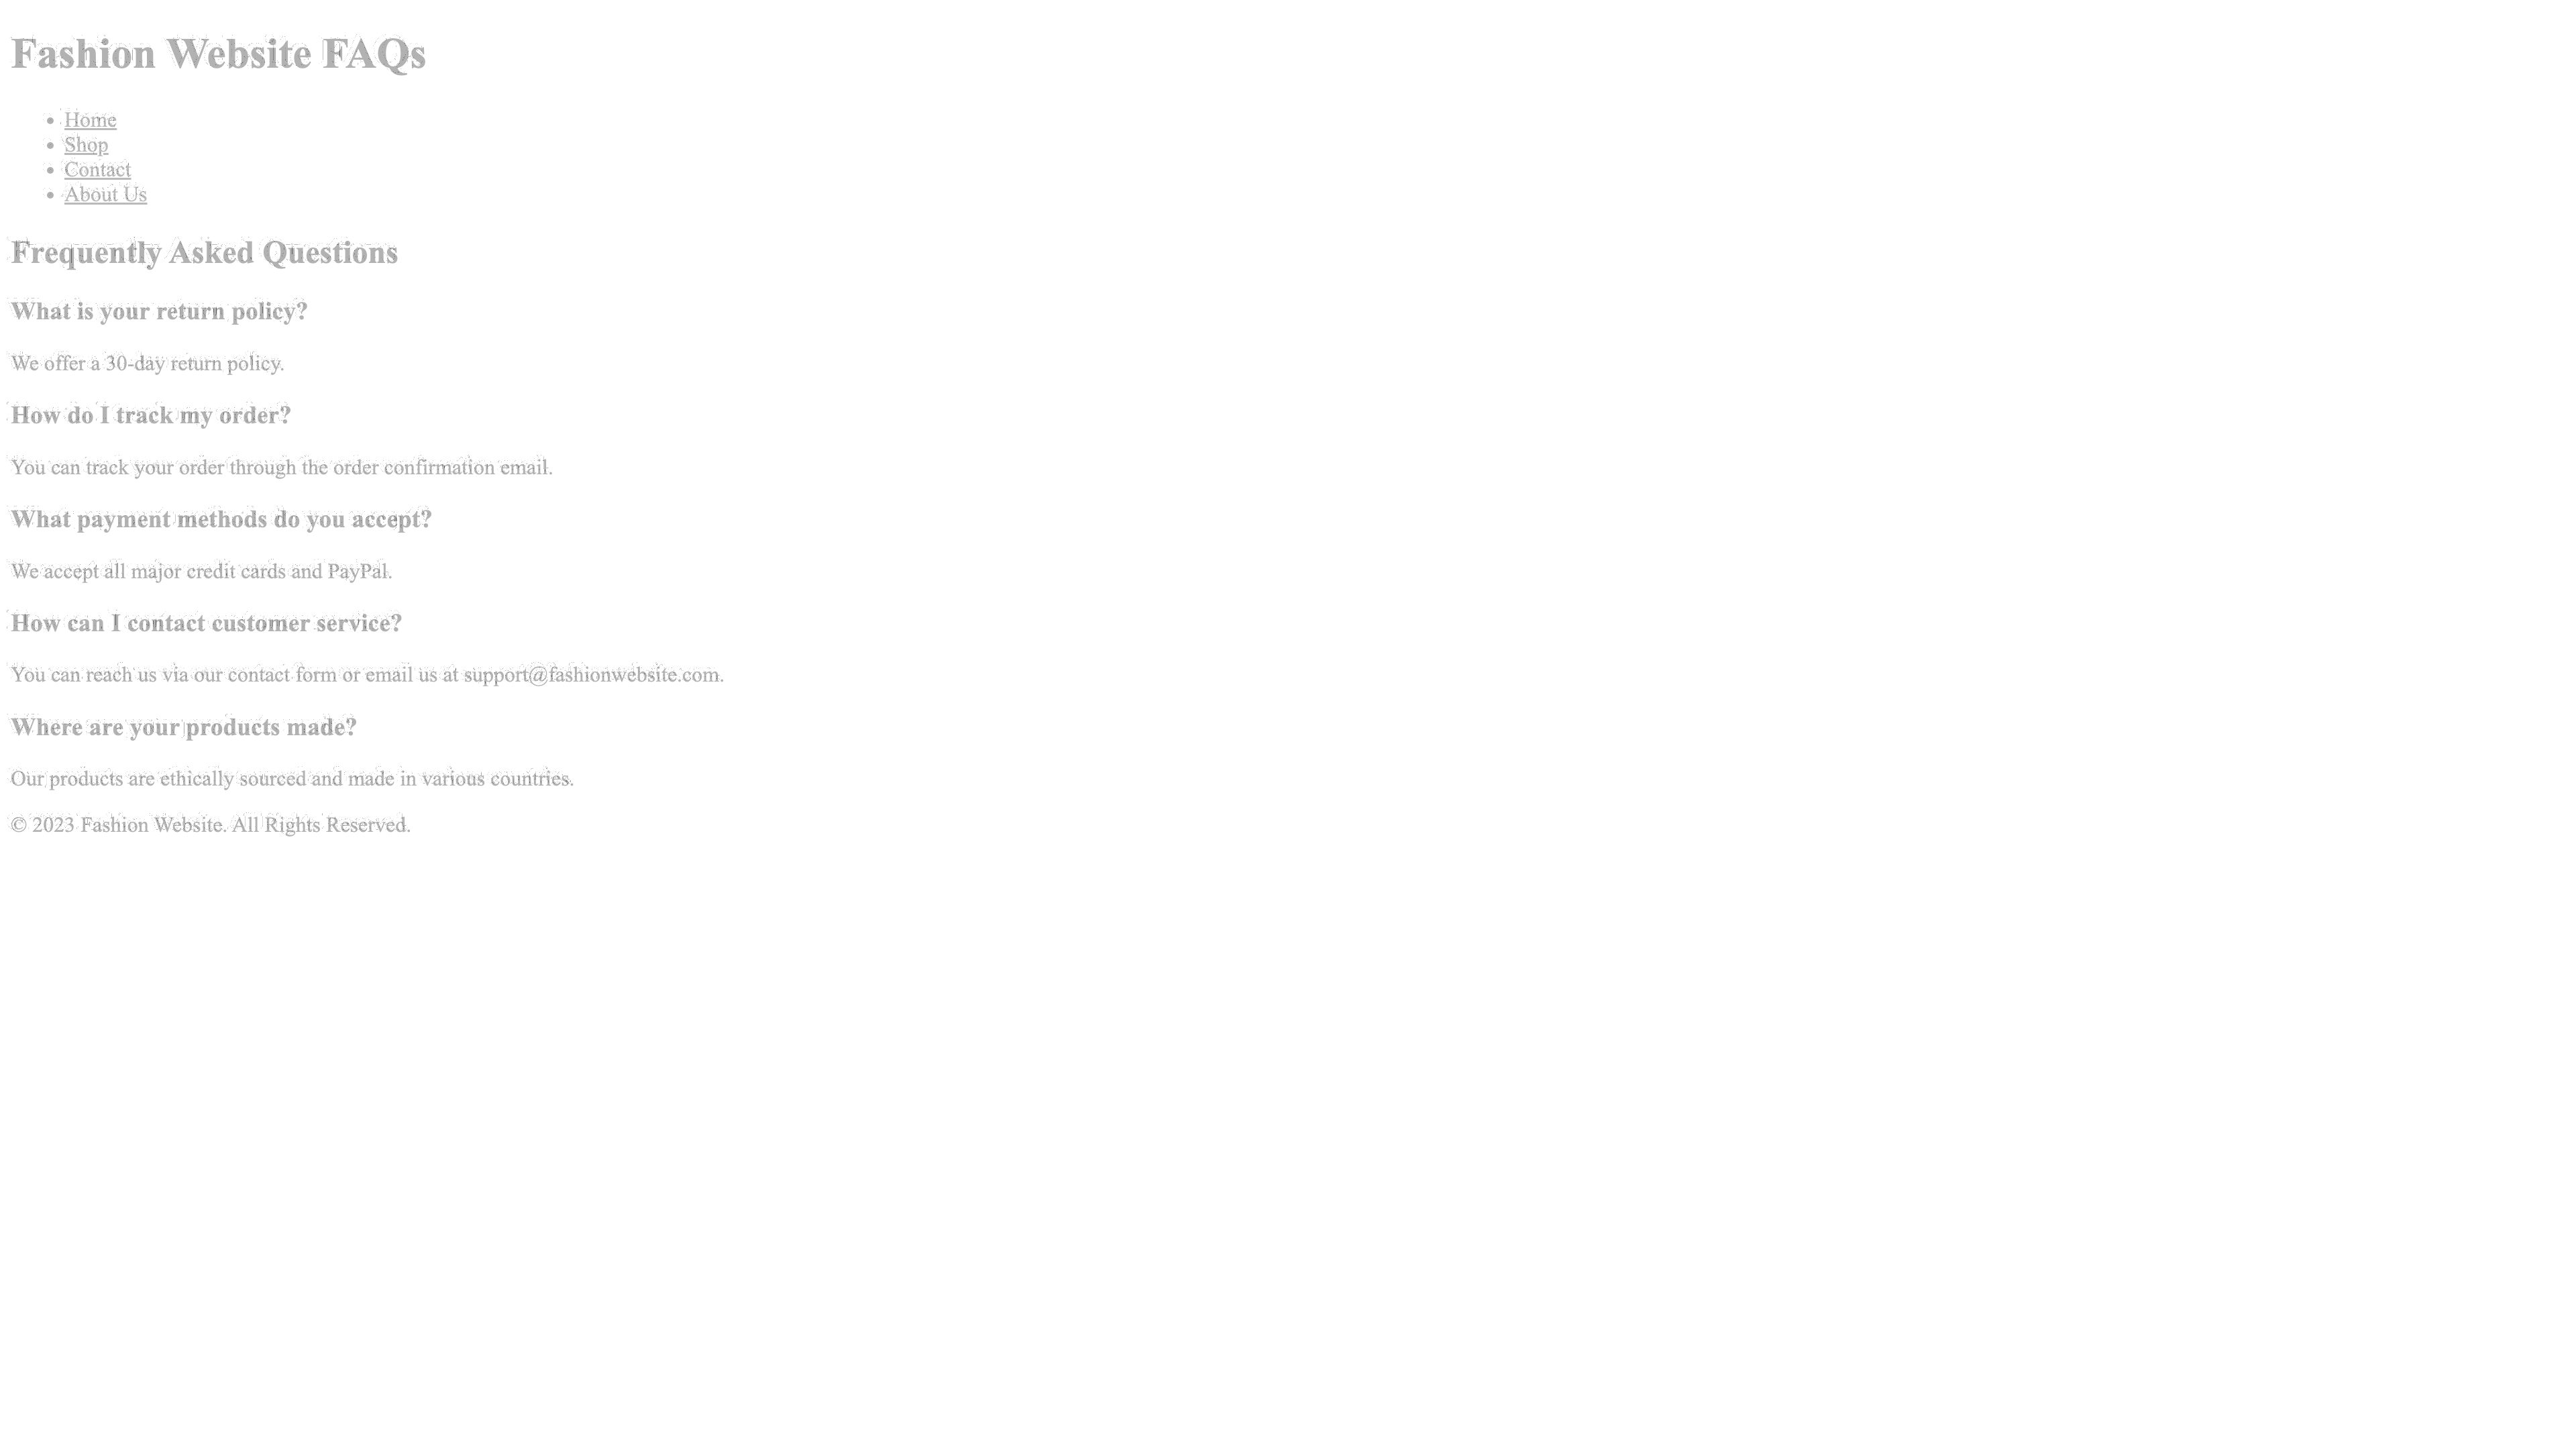 Fashion Website FAQs
Home
Shop
Contact
About Us
Frequently Asked Questions
What is your return policy?
We offer a 30-day return policy.
How do I track my order?
You can track your order through the order confirmation email.
What payment methods do you accept?
We accept all major credit cards and PayPal.
How can I contact customer service?
You can reach us via our contact form or email us at support@fashionwebsite.com.
Where are your products made?
Our products are ethically sourced and made in various countries.
© 2023 Fashion Website. All Rights Reserved.